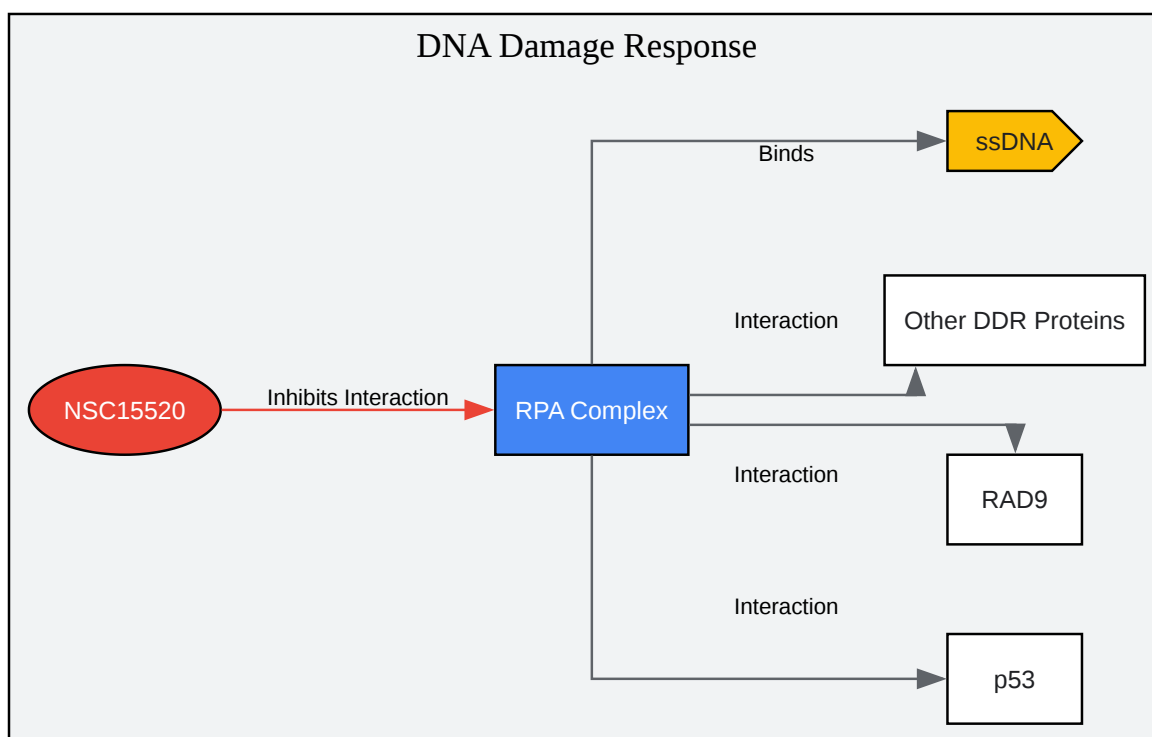 DNA Damage Response
ssDNA
Binds
Other DDR Proteins
Interaction
NSC15520
Inhibits Interaction
RPA Complex
Interaction
RAD9
Interaction
p53